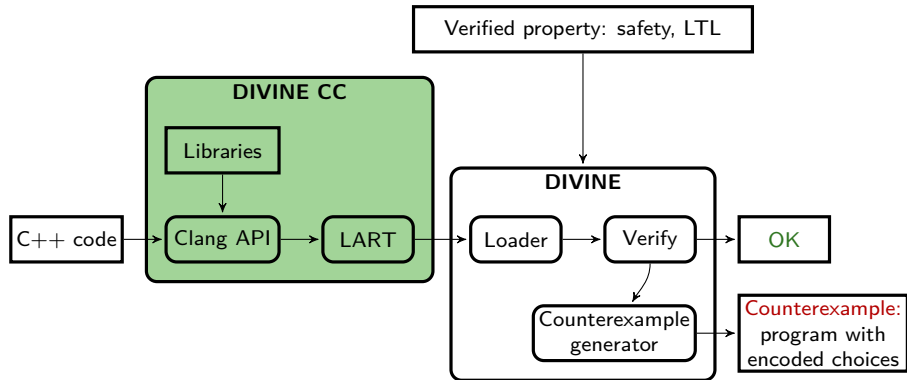 Verified property: safety, LTL
DIVINE CC
Libraries
DIVINE
C++ code
Clang API
LART
Loader
Verify
OK
Counterexample
generator
Counterexample:
program with
encoded choices